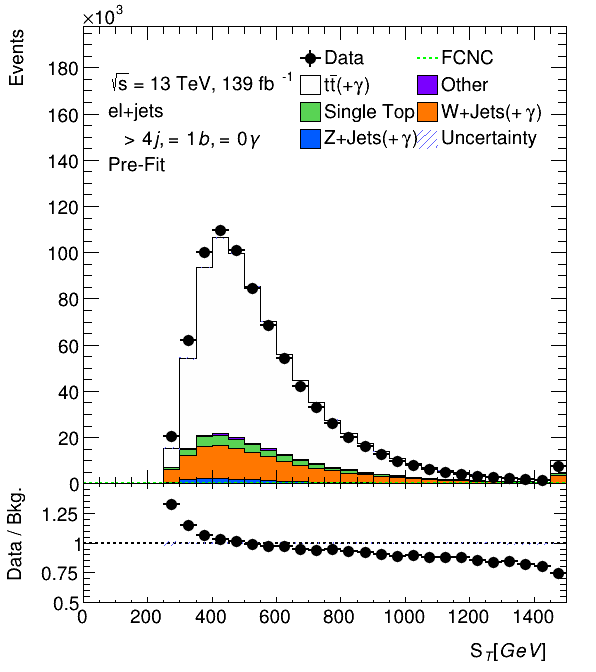 ×10³
Events
Data
FCNC
√s = 13 TeV, 139 fb⁻¹
tt̄(+γ)
Other
el+jets
Single Top
W+Jets(+γ)
> 4j, = 1b, = 0γ
Z+Jets(+γ)
Uncertainty
Pre-Fit
180
160
140
120
100
80
60
40
20
0
Data / Bkg.
1.25
1
0.75
0.5
0 200 400 600 800 1000 1200 1400
S_T[GeV]